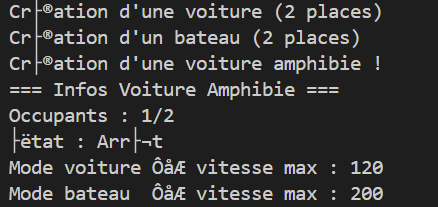 Cr├®ation d'une voiture (2 places)
Cr├®ation d'un bateau (2 places)
Cr├®ation d'une voiture amphibie !
=== Infos Voiture Amphibie ===
Occupants : 1/2
├ëtat : Arr├¬t
Mode voiture ÔåÆ vitesse max : 120
Mode bateau  ÔåÆ vitesse max : 200